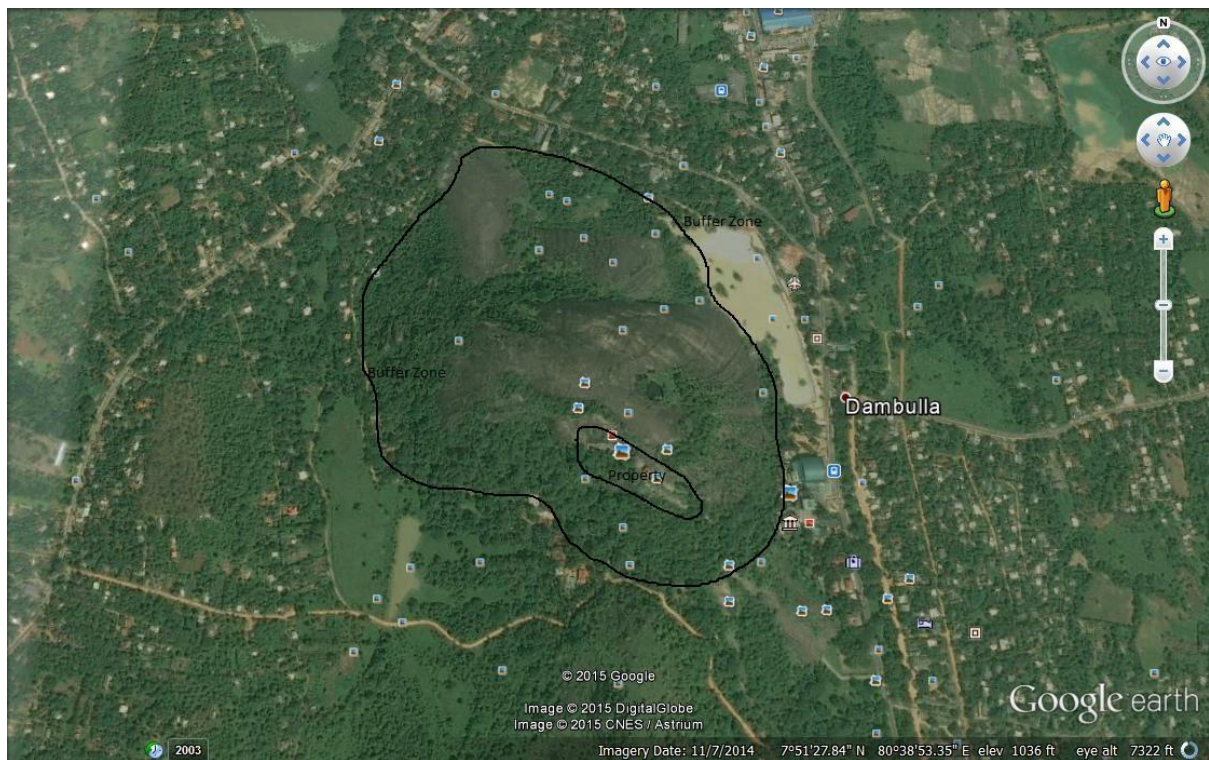 N
Buffer Zone
Buffer Zone
Dambulla
Property
© 2015 Google
Image © 2015 DigitalGlobe
Image © 2015 CNES / Astrium
Google earth
2003
Imagery Date: 11/7/2014 7°51'27.84" N 80°38'53.35" E elev 1036 ft eye alt 7322 ft